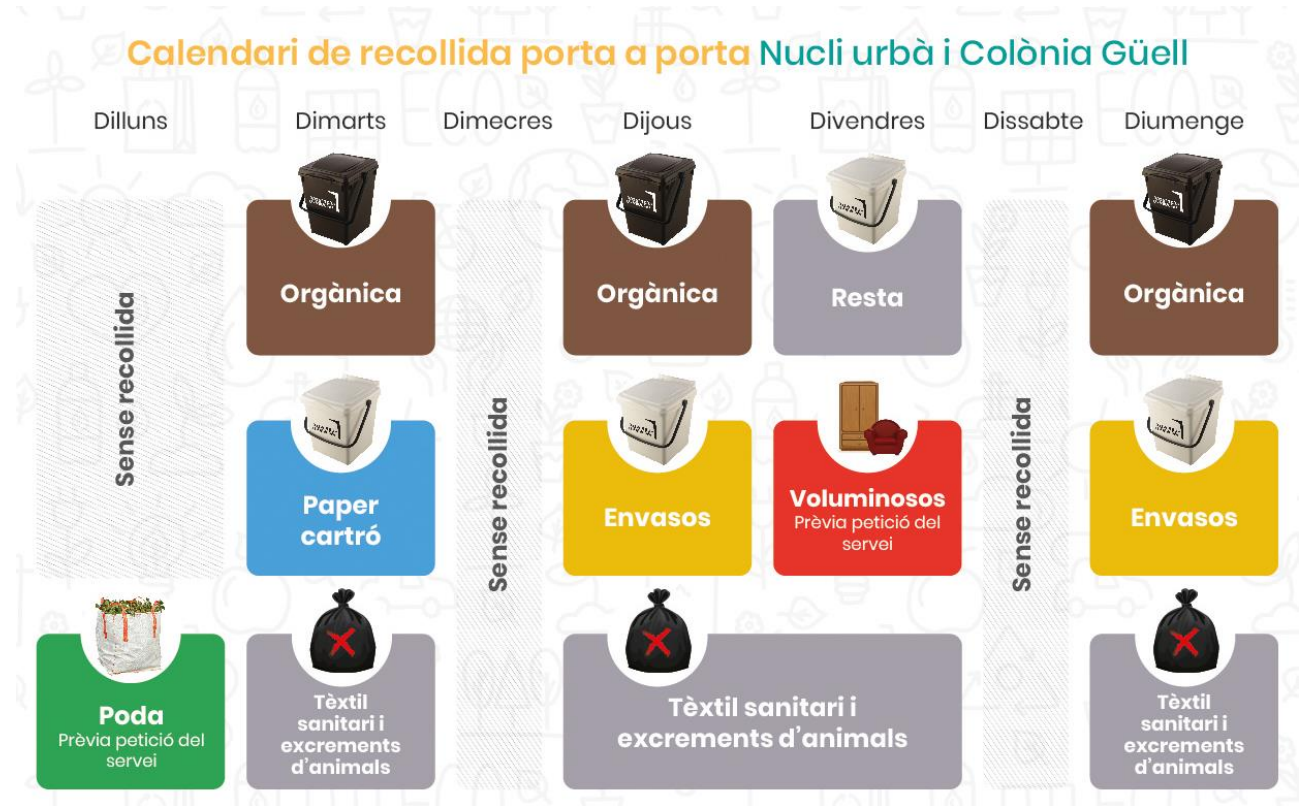 Calendari de recollida porta a porta Nucli urbà i Colònia Güell
Dilluns
Dimarts
Dimecres
Dijous
Divendres
Dissabte
Diumenge
Sense recollida
Orgànica
Sense recollida
Orgànica
Resta
Sense recollida
Orgànica
Paper
cartró
Envasos
Voluminosos
Prèvia petició del
servei
Envasos
Poda
Prèvia petició del
servei
Tèxtil
sanitari i
excrements
d'animals
Tèxtil sanitari i
excrements d'animals
Tèxtil
sanitari i
excrements
d'animals